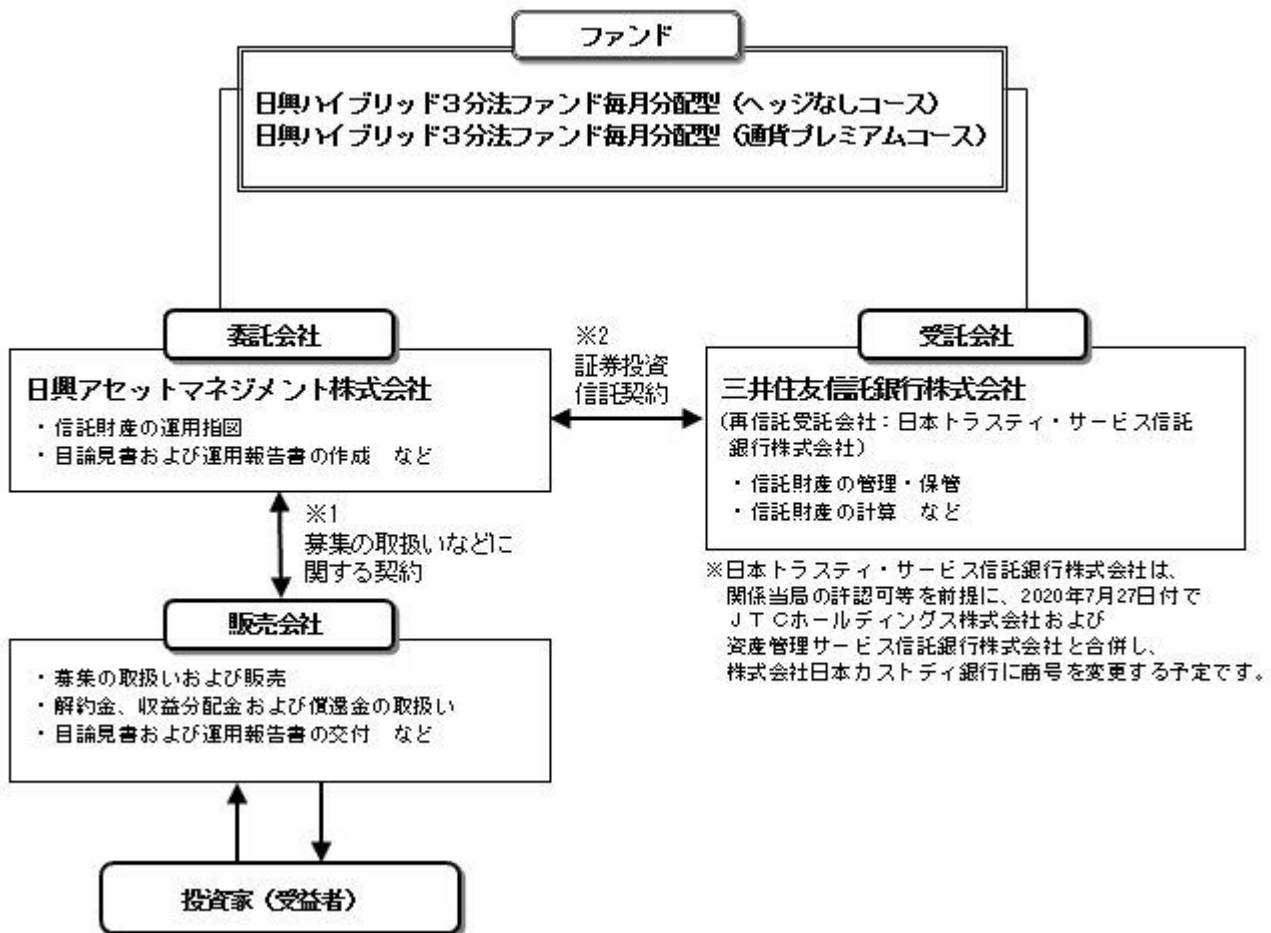 ファンド
日興ハイブリッド3分法ファンド毎月分配型（ヘッジなしコース）
日興ハイブリッド3分法ファンド毎月分配型（通貨プレミアムコース）
委託会社
日興アセットマネジメント株式会社
・信託財産の運用指図
・目論見書および運用報告書の作成　など
※2
証券投資
信託契約
受託会社
三井住友信託銀行株式会社
（再信託受託会社：日本トラスティ・サービス信託
銀行株式会社）
・信託財産の管理・保管
・信託財産の計算　など
※1
募集の取扱いなどに
関する契約
※日本トラスティ・サービス信託銀行株式会社は、
関係当局の許認可等を前提に、2020年7月27日付で
ＪＴＣホールディングス株式会社および
資産管理サービス信託銀行株式会社と合併し、
株式会社日本カストディ銀行に商号を変更する予定です。
販売会社
・募集の取扱いおよび販売
・解約金、収益分配金および償還金の取扱い
・目論見書および運用報告書の交付　など
投資家（受益者）